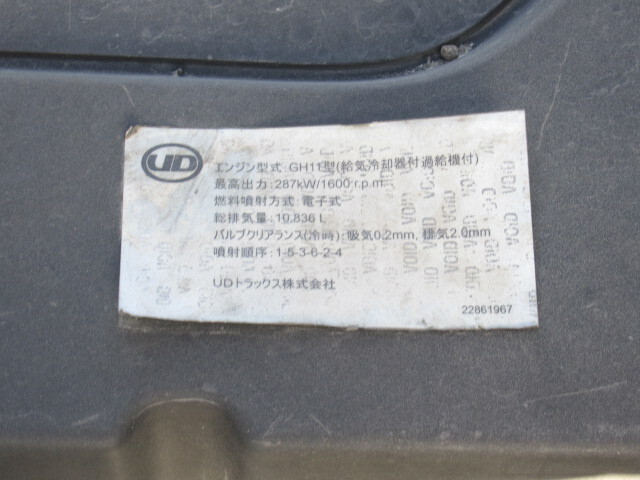 UD
エンジン型式:GH11型(給気冷却器付過給機付)
最高出力:287kW/1600r.p.m
燃料噴射方式:電子式
総排気量:10.836 L
バルブクリアランス(冷時):吸気0.2mm, 排気2.0mm
噴射順序:1-5-3-6-2-4
UDトラックス株式会社
22861967